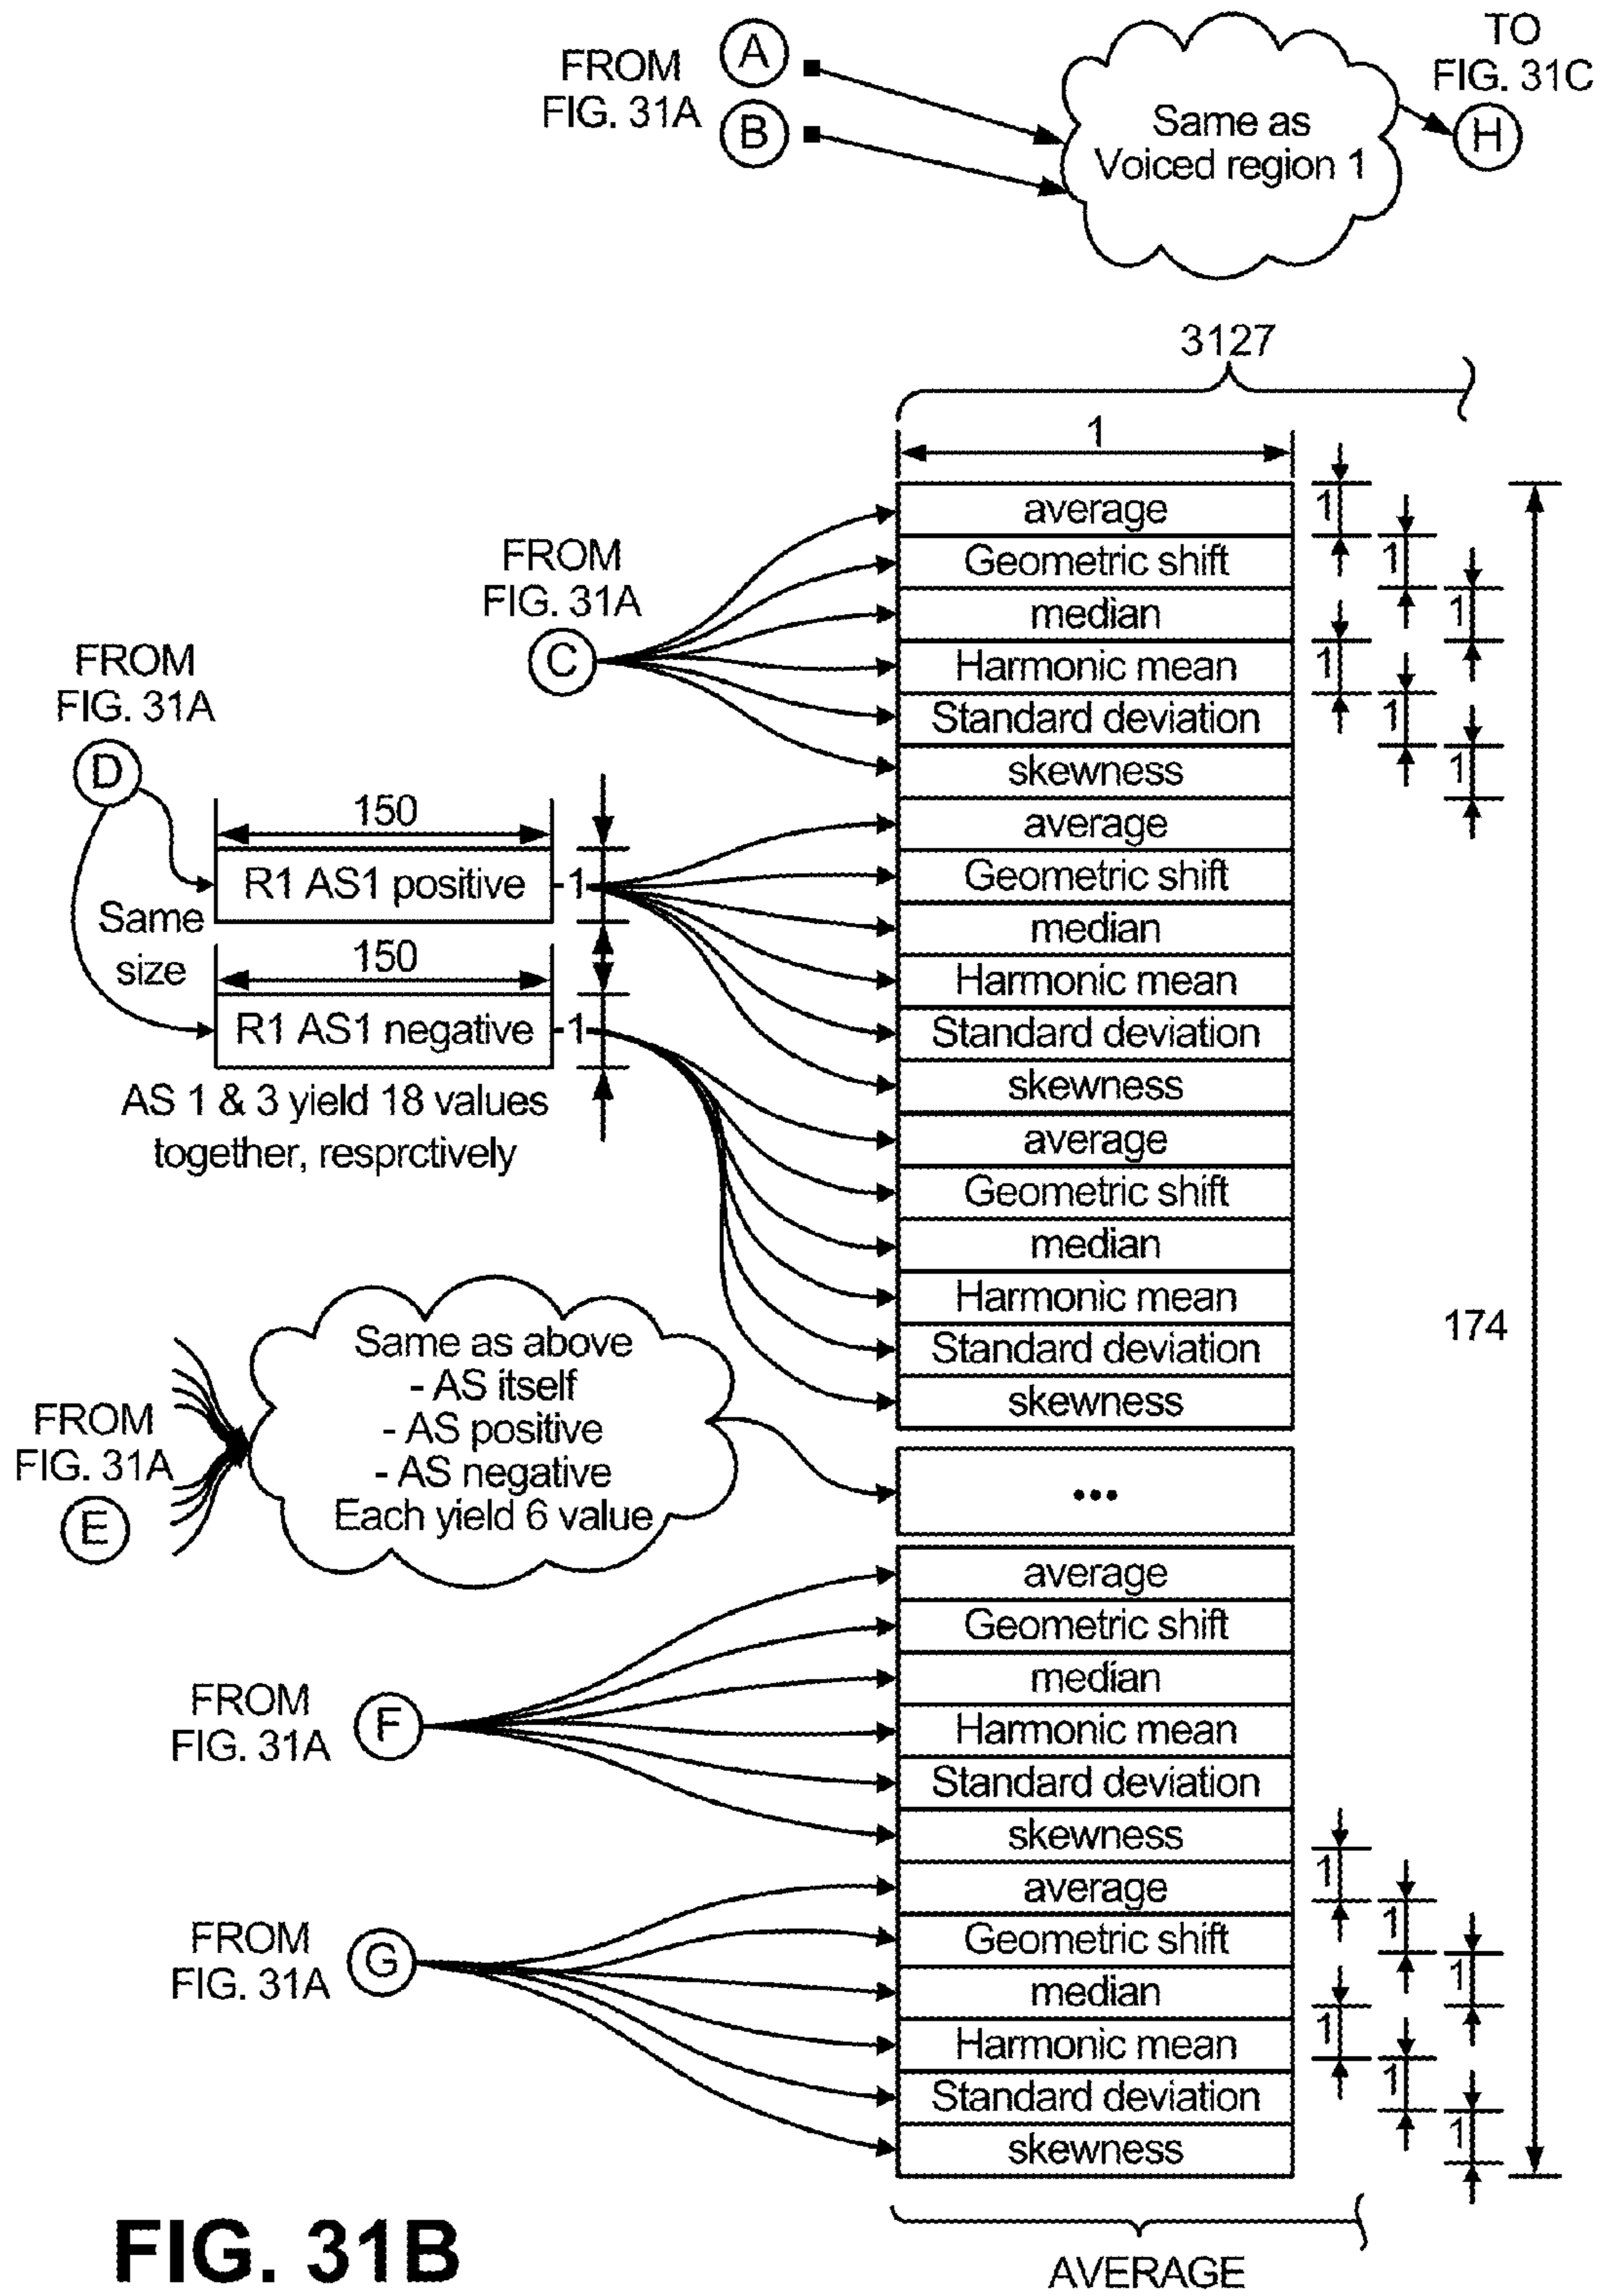 FROM
FIG. 31A
A
B
Same as
Voiced region 1
TO
FIG. 31C
H
3127
1
FROM
FIG. 31A
C
average
Geometric shift
median
Harmonic mean
Standard deviation
skewness
1
1
1
1
1
1
FROM
FIG. 31A
D
Same
size
150
R1 AS1 positive
1
150
R1 AS1 negative
1
AS 1 & 3 yield 18 values
together, resprctively
average
Geometric shift
median
Harmonic mean
Standard deviation
skewness
average
Geometric shift
median
Harmonic mean
Standard deviation
skewness
174
FROM
FIG. 31A
E
Same as above
- AS itself
- AS positive
- AS negative
Each yield 6 value
...
FROM
FIG. 31A
F
average
Geometric shift
median
Harmonic mean
Standard deviation
skewness
FROM
FIG. 31A
G
average
Geometric shift
median
Harmonic mean
Standard deviation
skewness
1
1
1
1
1
1
AVERAGE
FIG. 31B